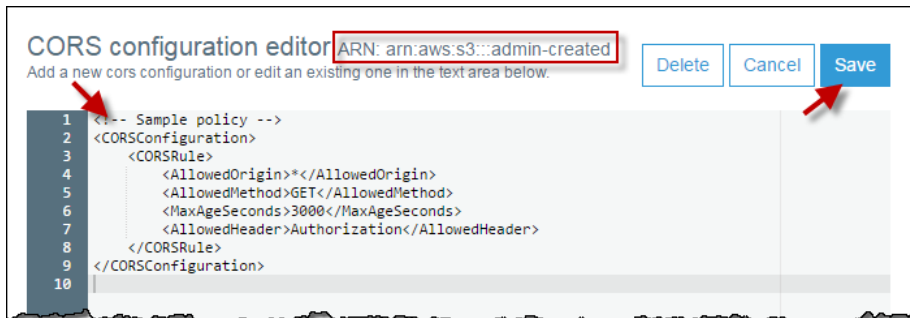 CORS configuration editor ARN: arn:aws:s3:::admin-created
Add a new cors configuration or edit an existing one in the text area below.
Delete Cancel Save
1 <!-- Sample policy -->
2 <CORSConfiguration>
3 <CORSRule>
4 <AllowedOrigin>*</AllowedOrigin>
5 <AllowedMethod>GET</AllowedMethod>
6 <MaxAgeSeconds>3000</MaxAgeSeconds>
7 <AllowedHeader>Authorization</AllowedHeader>
8 </CORSRule>
9 </CORSConfiguration>
10